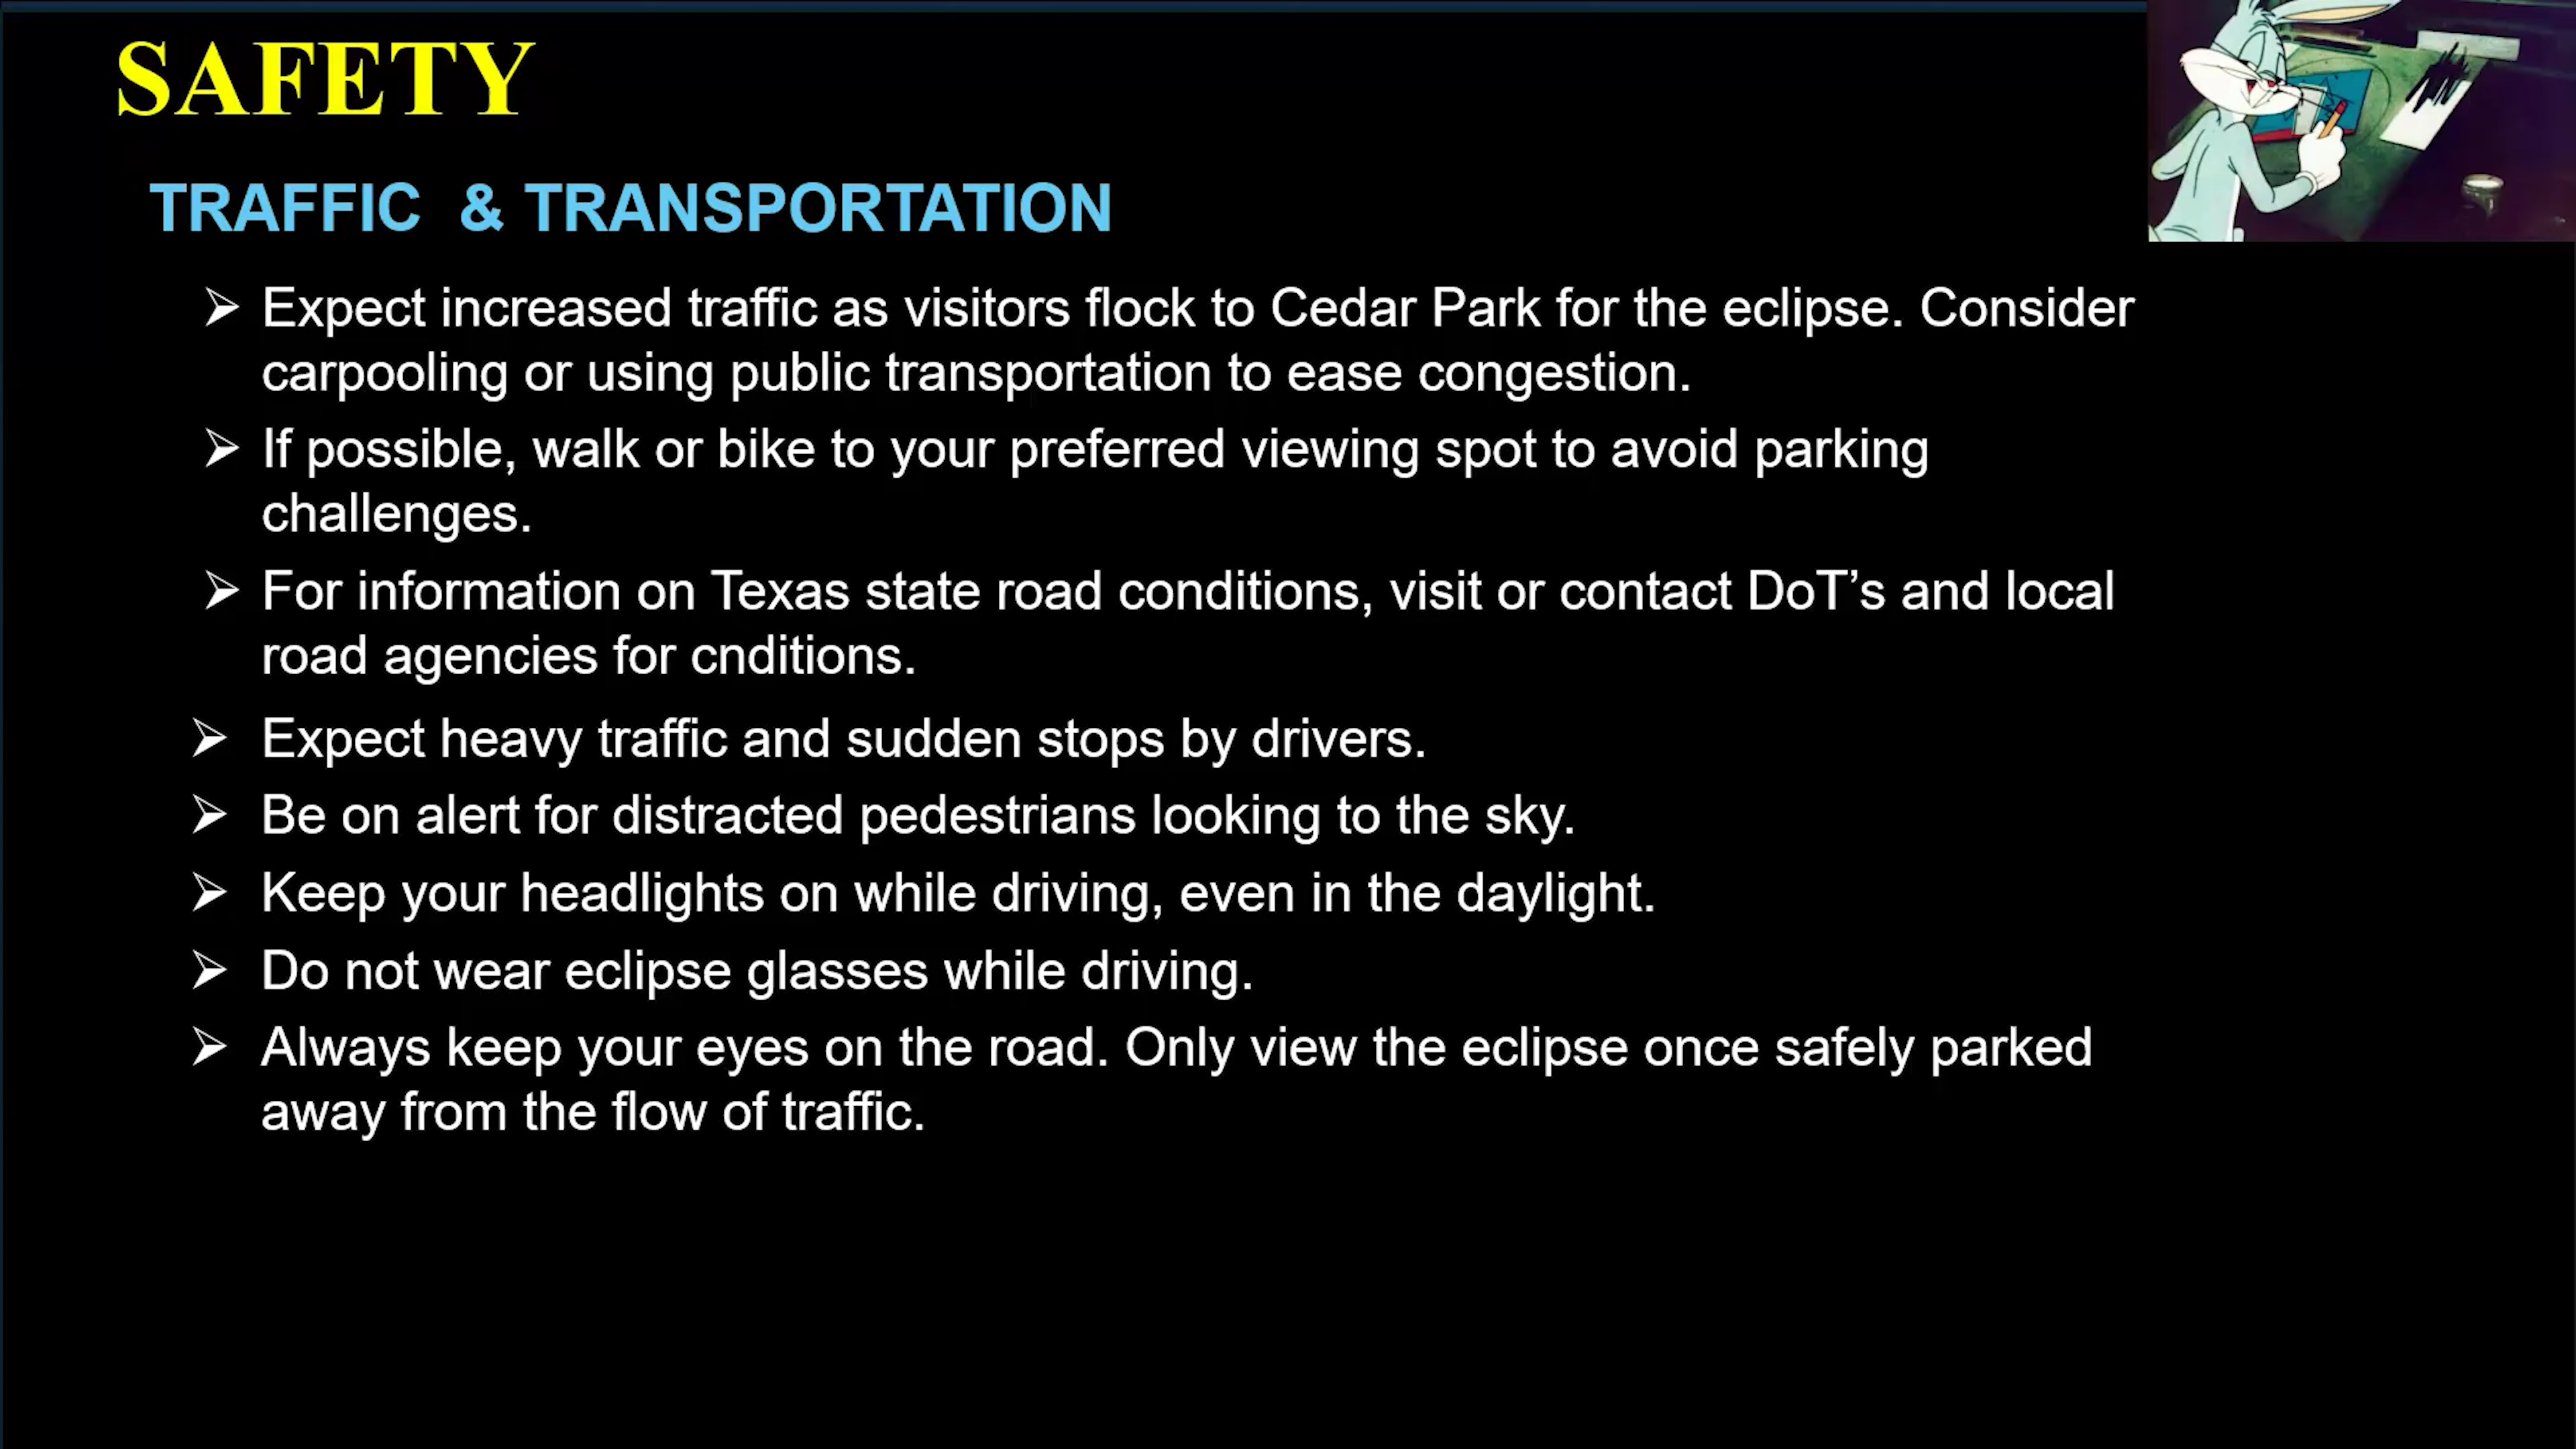 SAFETY
TRAFFIC & TRANSPORTATION
➢ Expect increased traffic as visitors flock to Cedar Park for the eclipse. Consider
carpooling or using public transportation to ease congestion.
➢ If possible, walk or bike to your preferred viewing spot to avoid parking
challenges.
➢ For information on Texas state road conditions, visit or contact DoT’s and local
road agencies for cnditions.
➢ Expect heavy traffic and sudden stops by drivers.
➢ Be on alert for distracted pedestrians looking to the sky.
➢ Keep your headlights on while driving, even in the daylight.
➢ Do not wear eclipse glasses while driving.
➢ Always keep your eyes on the road. Only view the eclipse once safely parked
away from the flow of traffic.